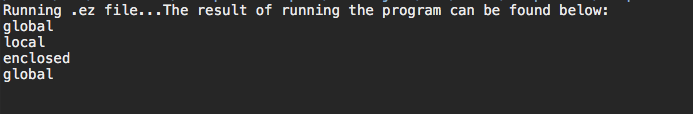 Running .ez file...The result of running the program can be found below:
global
local
enclosed
global